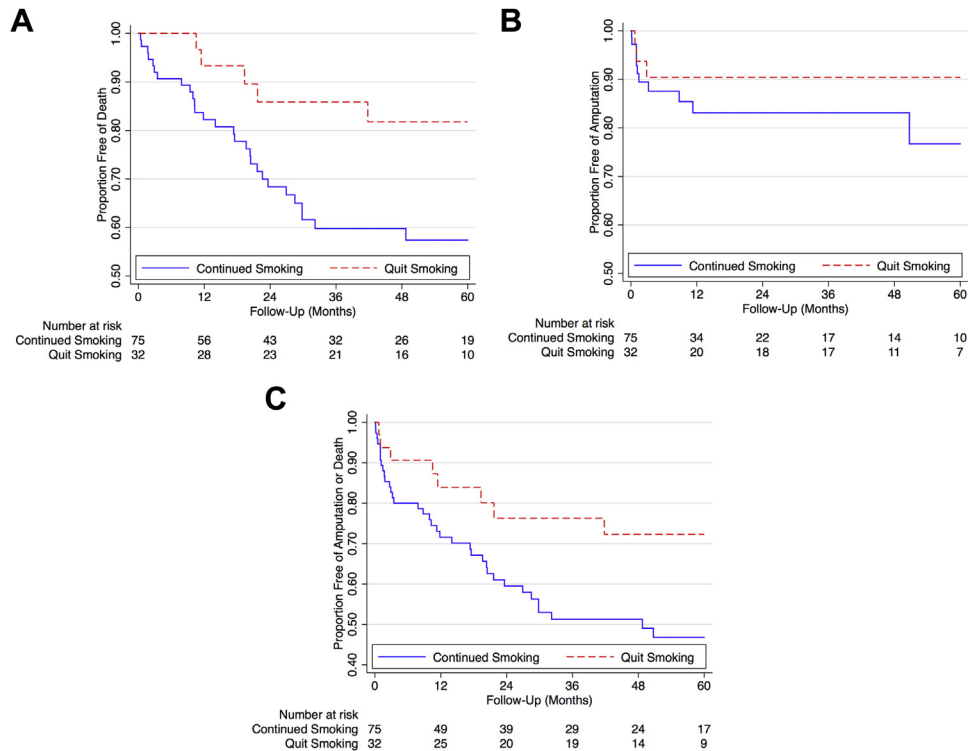 A
Proportion Free of Death
1.00
0.90
0.80
0.70
0.60
0.50
Continued Smoking Quit Smoking
0 12 24 36 48 60
Follow-Up (Months)
Number at risk
Continued Smoking 75 56 43 32 26 19
Quit Smoking 32 28 23 21 16 10
B
Proportion Free of Amputation
1.00
0.90
0.80
0.70
0.60
0.50
Continued Smoking Quit Smoking
0 12 24 36 48 60
Follow-Up (Months)
Number at risk
Continued Smoking 75 34 22 17 14 10
Quit Smoking 32 20 18 17 11 7
C
Proportion Free of Amputation or Death
1.00
0.90
0.80
0.70
0.60
0.50
0.40
Continued Smoking Quit Smoking
0 12 24 36 48 60
Follow-Up (Months)
Number at risk
Continued Smoking 75 49 39 29 24 17
Quit Smoking 32 25 20 19 14 9